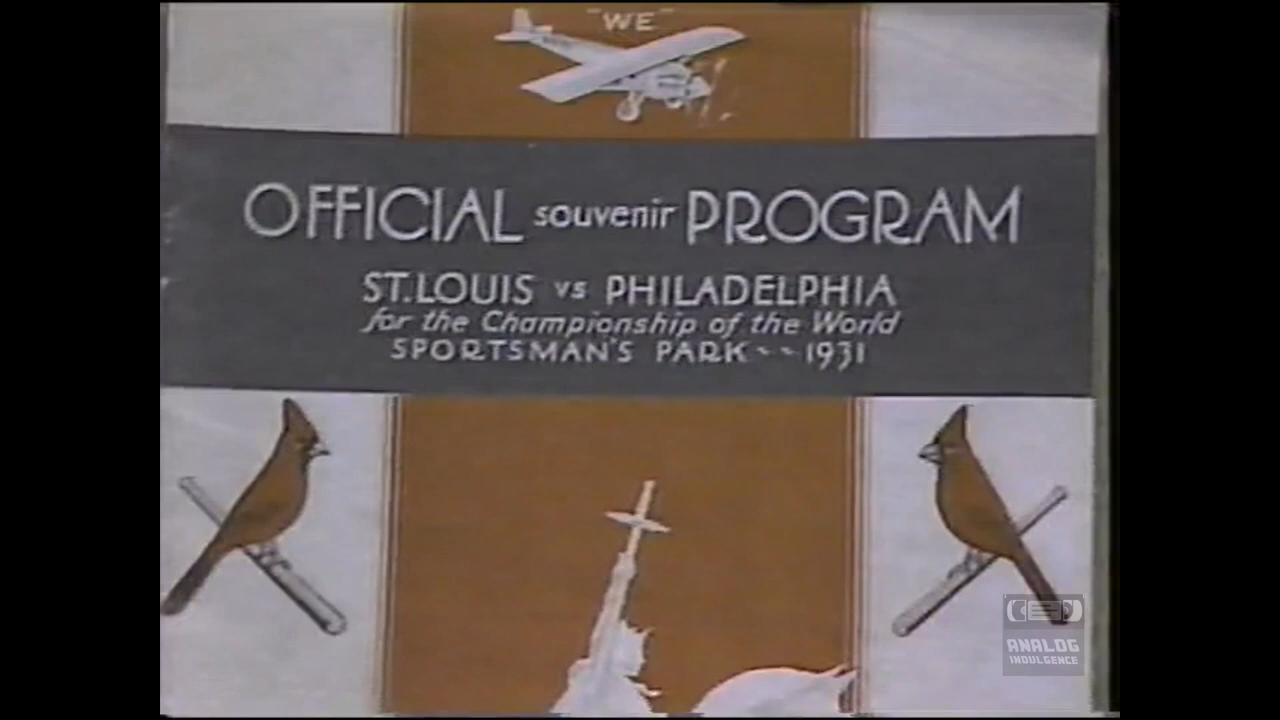 "WE"
OFFICIAL souvenir PROGRAM
ST. LOUIS vs PHILADELPHIA
for the Championship of the World
SPORTSMAN'S PARK -- 1931
ANALOG
INDULGENCE